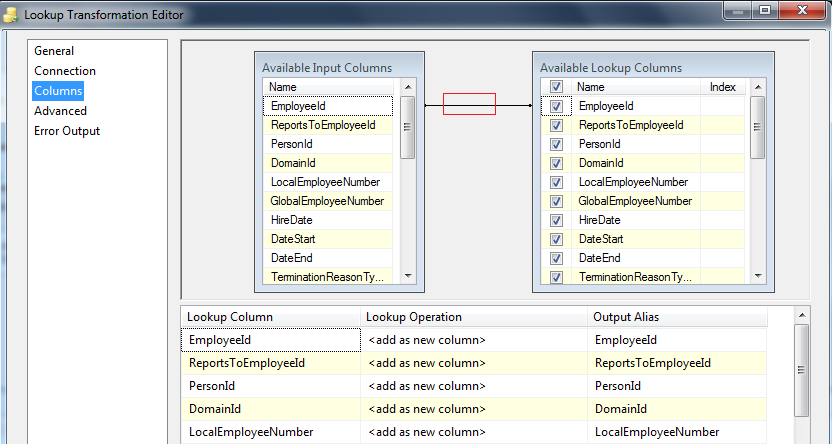 Lookup Transformation Editor
General
Connection
Columns
Advanced
Error Output
Available Input Columns
Name
EmployeeId
ReportsToEmployeeId
PersonId
DomainId
LocalEmployeeNumber
GlobalEmployeeNumber
HireDate
DateStart
DateEnd
TerminationReasonTy...
Available Lookup Columns
Name Index
EmployeeId
ReportsToEmployeeId
PersonId
DomainId
LocalEmployeeNumber
GlobalEmployeeNumber
HireDate
DateStart
DateEnd
TerminationReasonTy...
Lookup Column Lookup Operation Output Alias
EmployeeId <add as new column> EmployeeId
ReportsToEmployeeId <add as new column> ReportsToEmployeeId
PersonId <add as new column> PersonId
DomainId <add as new column> DomainId
LocalEmployeeNumber <add as new column> LocalEmployeeNumber